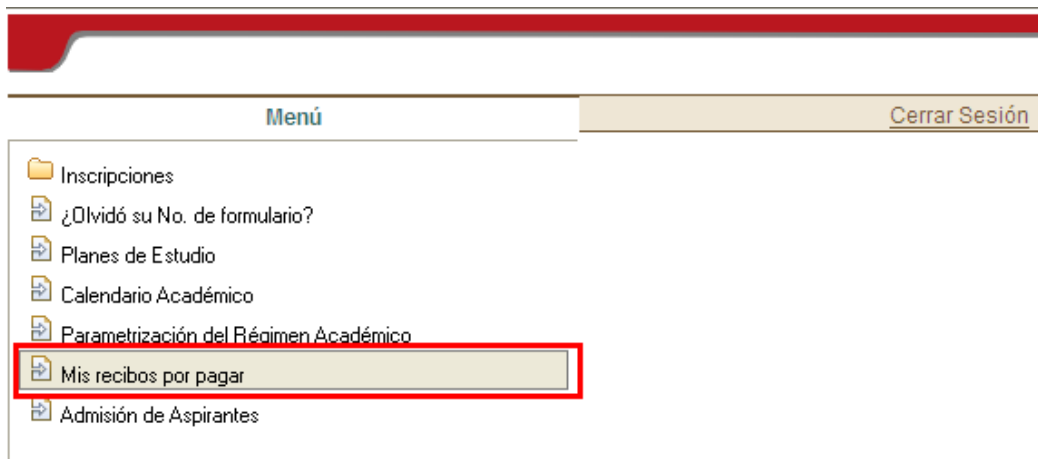 Menú
Cerrar Sesión
Inscripciones
¿Olvidó su No. de formulario?
Planes de Estudio
Calendario Académico
Parametrización del Régimen Académico
Mis recibos por pagar
Admisión de Aspirantes